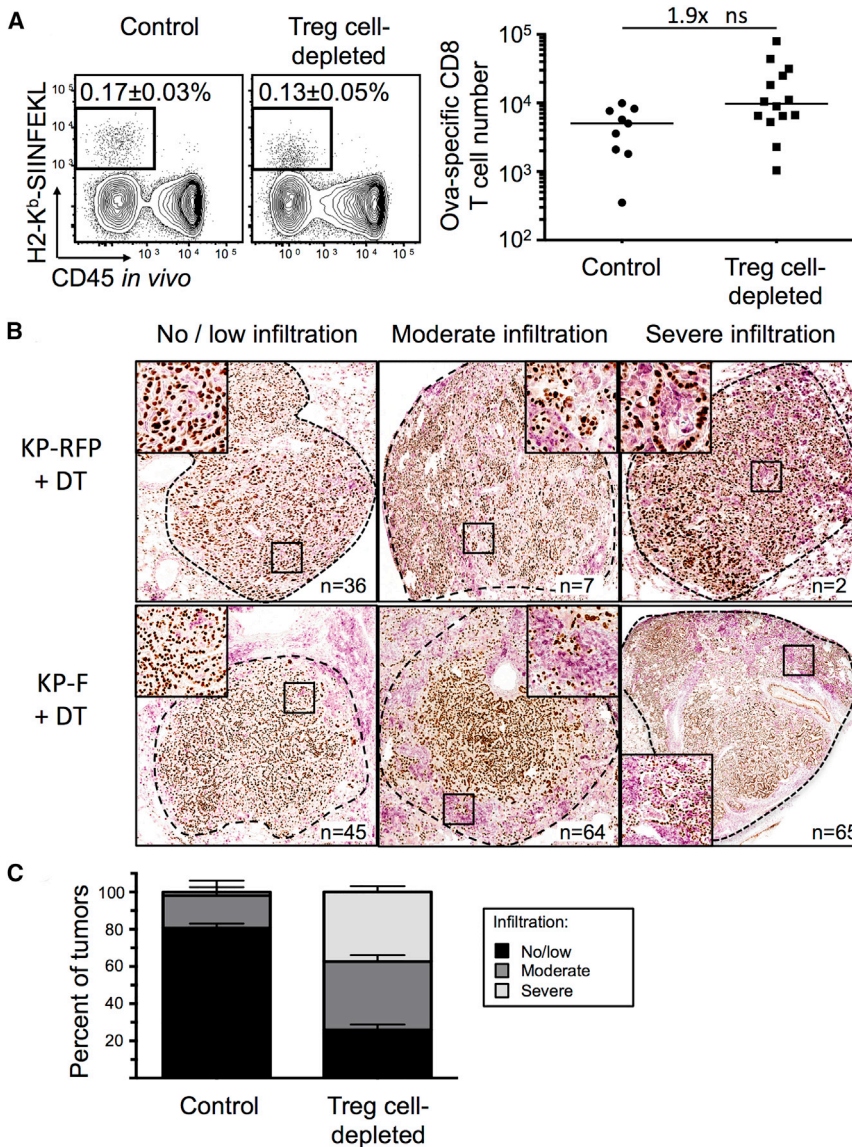 A
Control
Treg cell-
depleted
0.17±0.03%
0.13±0.05%
10⁵
10⁴
10³
H2-Kᵇ-SIINFEKL
10³ 10⁴ 10⁵
10⁰ 10³ 10⁴ 10⁵
CD45 in vivo
1.9x ns
Ova-specific CD8
T cell number
10⁵
10⁴
10³
10²
Control
Treg cell-
depleted
B
No / low infiltration
Moderate infiltration
Severe infiltration
KP-RFP
+ DT
n=36
n=7
n=2
KP-F
+ DT
n=45
n=64
n=65
C
Percent of tumors
100
80
60
40
20
Control
Treg cell-
depleted
Infiltration:
No/low
Moderate
Severe